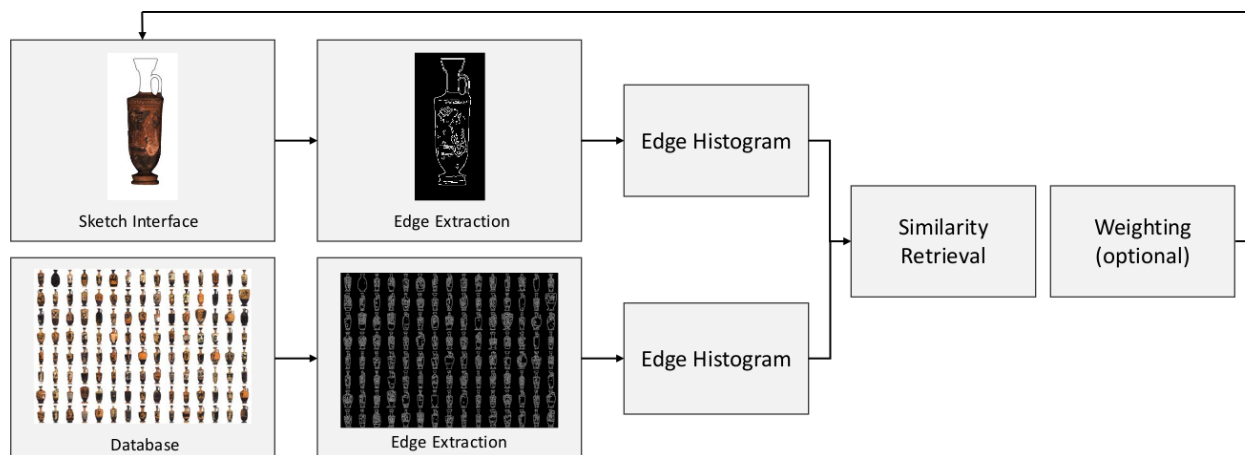 Sketch Interface
Edge Extraction
Edge Histogram
Similarity
Retrieval
Weighting
(optional)
Database
Edge Extraction
Edge Histogram